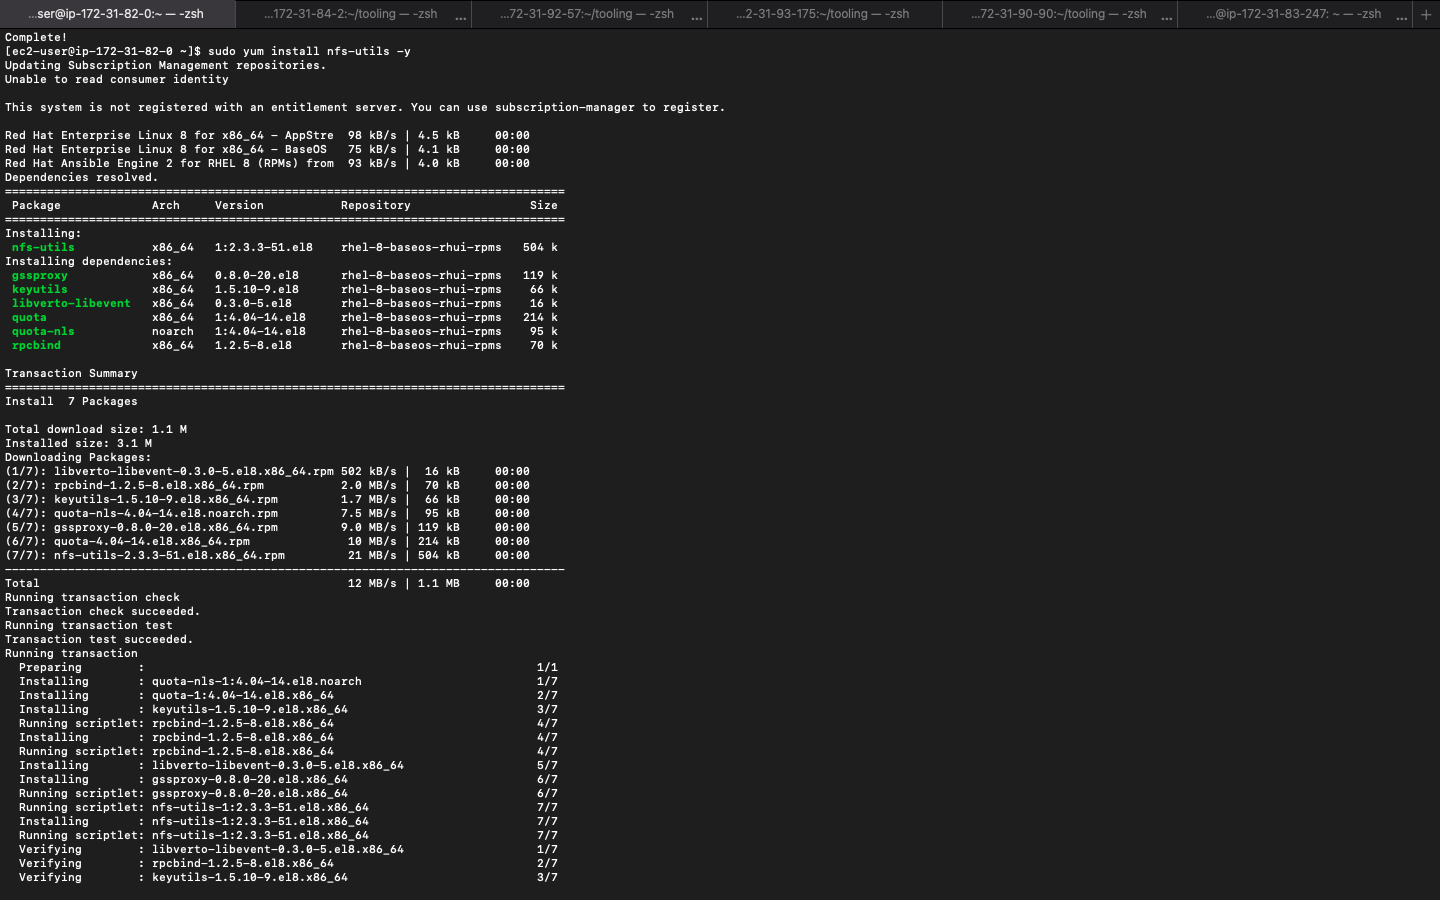 ...ser@ip-172-31-82-0:~ — -zsh
...172-31-84-2:~/tooling — -zsh ...
...72-31-92-57:~/tooling — -zsh ...
...2-31-93-175:~/tooling — -zsh
...72-31-90-90:~/tooling — -zsh ...
...@ip-172-31-83-247: ~ — -zsh ... +
Complete!
[ec2-user@ip-172-31-82-0 ~]$ sudo yum install nfs-utils -y
Updating Subscription Management repositories.
Unable to read consumer identity
This system is not registered with an entitlement server. You can use subscription-manager to register.
Red Hat Enterprise Linux 8 for x86_64 - AppStre  98 kB/s | 4.5 kB     00:00
Red Hat Enterprise Linux 8 for x86_64 - BaseOS   75 kB/s | 4.1 kB     00:00
Red Hat Ansible Engine 2 for RHEL 8 (RPMs) from  93 kB/s | 4.0 kB     00:00
Dependencies resolved.
================================================================================
 Package             Arch     Version           Repository                 Size
================================================================================
Installing:
 nfs-utils           x86_64   1:2.3.3-51.el8    rhel-8-baseos-rhui-rpms   504 k
Installing dependencies:
 gssproxy            x86_64   0.8.0-20.el8      rhel-8-baseos-rhui-rpms   119 k
 keyutils            x86_64   1.5.10-9.el8      rhel-8-baseos-rhui-rpms    66 k
 libverto-libevent   x86_64   0.3.0-5.el8       rhel-8-baseos-rhui-rpms    16 k
 quota               x86_64   1:4.04-14.el8     rhel-8-baseos-rhui-rpms   214 k
 quota-nls           noarch   1:4.04-14.el8     rhel-8-baseos-rhui-rpms    95 k
 rpcbind             x86_64   1.2.5-8.el8       rhel-8-baseos-rhui-rpms    70 k
Transaction Summary
================================================================================
Install  7 Packages
Total download size: 1.1 M
Installed size: 3.1 M
Downloading Packages:
(1/7): libverto-libevent-0.3.0-5.el8.x86_64.rpm 502 kB/s |  16 kB     00:00
(2/7): rpcbind-1.2.5-8.el8.x86_64.rpm           2.0 MB/s |  70 kB     00:00
(3/7): keyutils-1.5.10-9.el8.x86_64.rpm         1.7 MB/s |  66 kB     00:00
(4/7): quota-nls-4.04-14.el8.noarch.rpm         7.5 MB/s |  95 kB     00:00
(5/7): gssproxy-0.8.0-20.el8.x86_64.rpm         9.0 MB/s | 119 kB     00:00
(6/7): quota-4.04-14.el8.x86_64.rpm              10 MB/s | 214 kB     00:00
(7/7): nfs-utils-2.3.3-51.el8.x86_64.rpm         21 MB/s | 504 kB     00:00
--------------------------------------------------------------------------------
Total                                            12 MB/s | 1.1 MB     00:00
Running transaction check
Transaction check succeeded.
Running transaction test
Transaction test succeeded.
Running transaction
  Preparing        :                                                        1/1
  Installing       : quota-nls-1:4.04-14.el8.noarch                         1/7
  Installing       : quota-1:4.04-14.el8.x86_64                             2/7
  Installing       : keyutils-1.5.10-9.el8.x86_64                           3/7
  Running scriptlet: rpcbind-1.2.5-8.el8.x86_64                             4/7
  Installing       : rpcbind-1.2.5-8.el8.x86_64                             4/7
  Running scriptlet: rpcbind-1.2.5-8.el8.x86_64                             4/7
  Installing       : libverto-libevent-0.3.0-5.el8.x86_64                   5/7
  Installing       : gssproxy-0.8.0-20.el8.x86_64                           6/7
  Running scriptlet: gssproxy-0.8.0-20.el8.x86_64                           6/7
  Running scriptlet: nfs-utils-1:2.3.3-51.el8.x86_64                        7/7
  Installing       : nfs-utils-1:2.3.3-51.el8.x86_64                        7/7
  Running scriptlet: nfs-utils-1:2.3.3-51.el8.x86_64                        7/7
  Verifying        : libverto-libevent-0.3.0-5.el8.x86_64                   1/7
  Verifying        : rpcbind-1.2.5-8.el8.x86_64                             2/7
  Verifying        : keyutils-1.5.10-9.el8.x86_64                           3/7